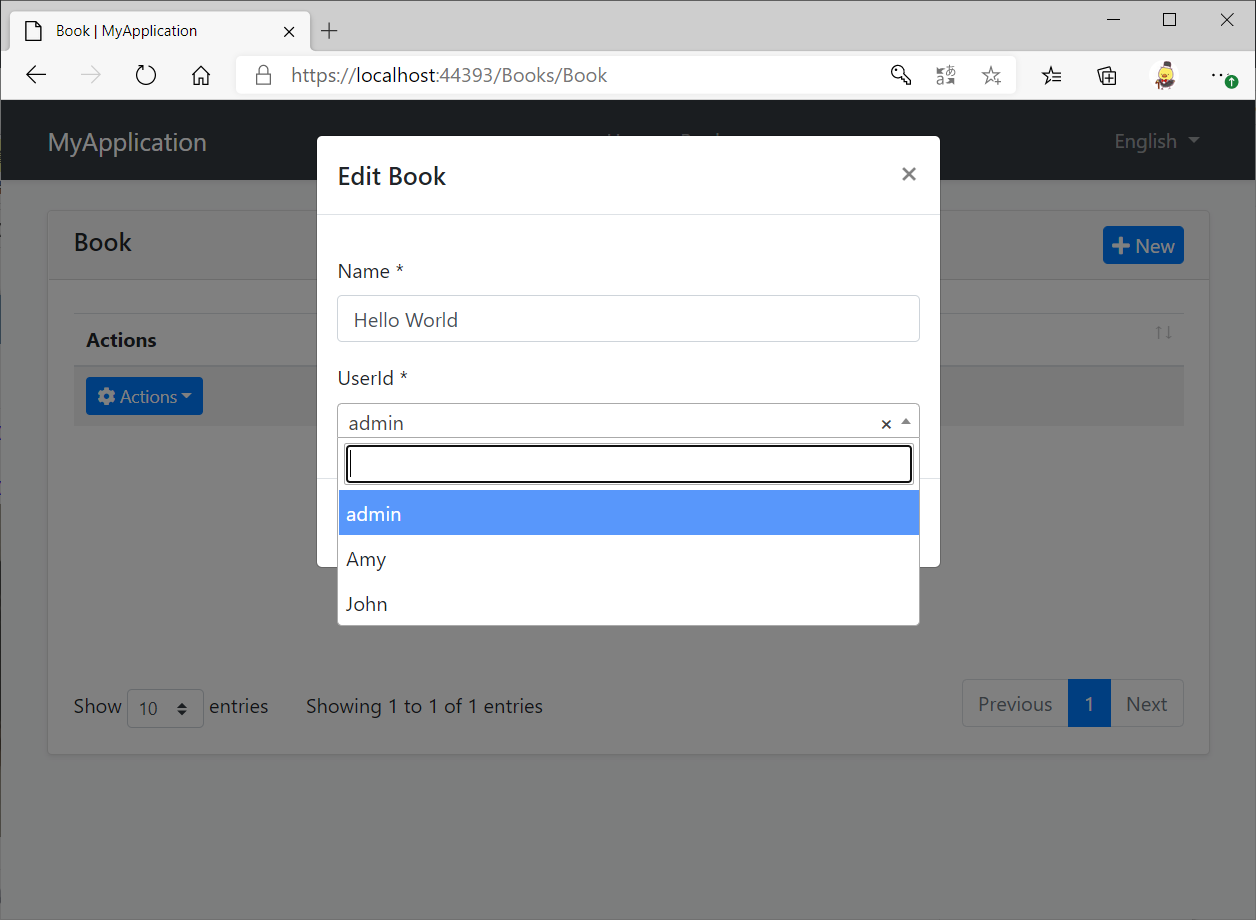 Book | MyApplication
https://localhost:44393/Books/Book
MyApplication
English
Edit Book
Book
New
Name *
Hello World
Actions
UserId *
Actions
admin
admin
Amy
John
Show 10 entries
Showing 1 to 1 of 1 entries
Previous 1 Next